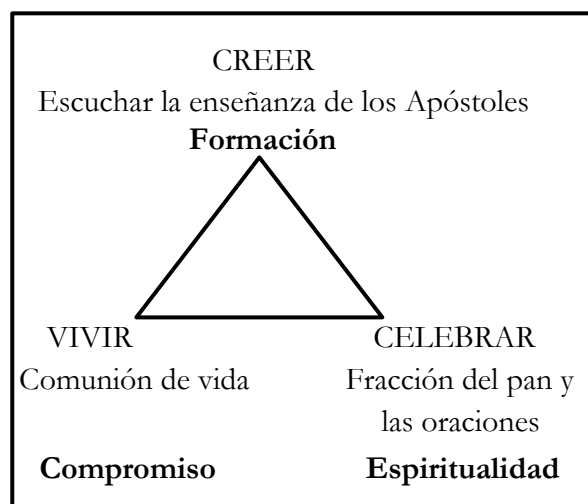 CREER
Escuchar la enseñanza de los Apóstoles
Formación
VIVIR
Comunión de vida
Compromiso
CELEBRAR
Fracción del pan y
las oraciones
Espiritualidad